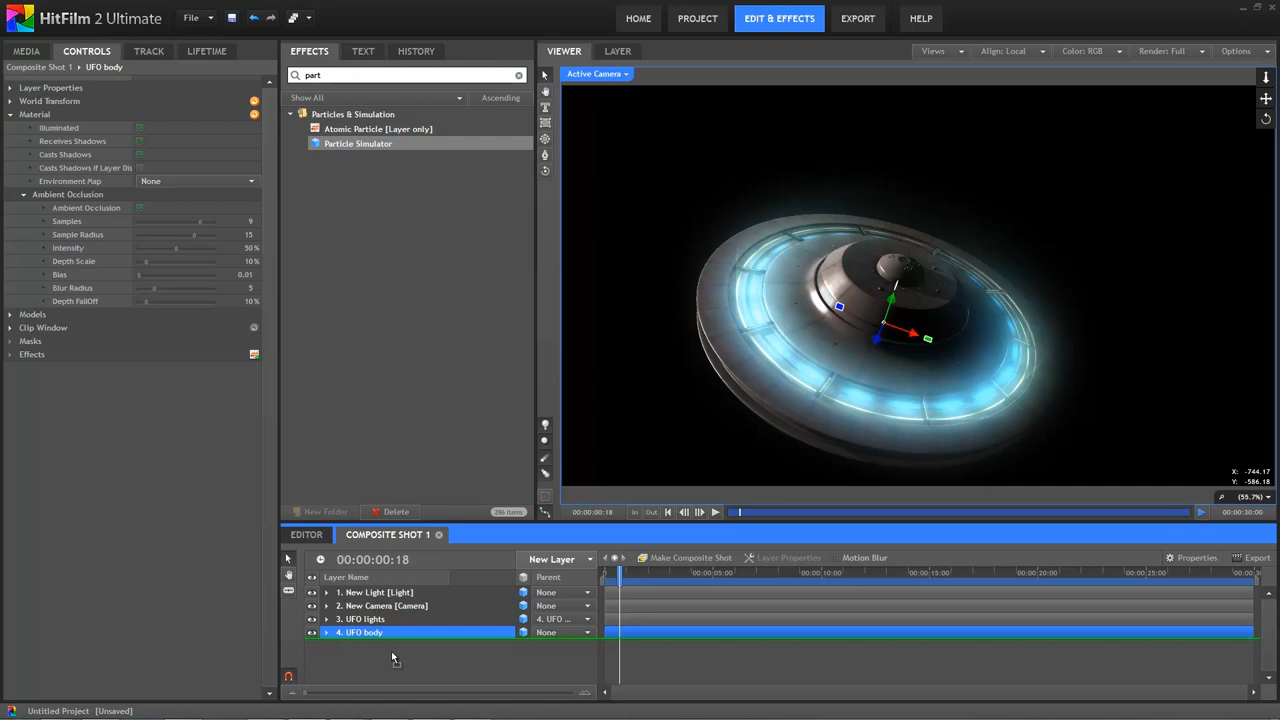 HitFilm 2 Ultimate File HOME PROJECT EDIT & EFFECTS EXPORT HELP
MEDIA CONTROLS TRACK LIFETIME
Composite Shot 1 UFO body
Layer Properties
World Transform
Material
Illuminated
Receives Shadows
Casts Shadows
Casts Shadows If Layer Dis
Environment Map None
Ambient Occlusion
Ambient Occlusion
Samples 9
Sample Radius 15
Intensity 50%
Depth Scale 10%
Bias 0.01
Blur Radius 5
Depth FallOff 10%
Models
Clip Window
Masks
Effects
EFFECTS TEXT HISTORY
part
Show All Ascending
Particles & Simulation
Atomic Particle [Layer only]
Particle Simulator
New Folder Delete 286 items
VIEWER LAYER Views Align: Local Color: RGB Render: Full Options
Active Camera
X: -744.17
Y: -586.18
(55.7%)
00:00:00:18 In Out 00:00:30:00
EDITOR COMPOSITE SHOT 1
00:00:00:18 New Layer Make Composite Shot Layer Properties Motion Blur Properties Export
Layer Name Parent 00:00:05:00 00:00:10:00 00:00:15:00 00:00:20:00 00:00:25:00
1. New Light [Light] None
2. New Camera [Camera] None
3. UFO lights 4. UFO ...
4. UFO body None
Untitled Project [Unsaved]